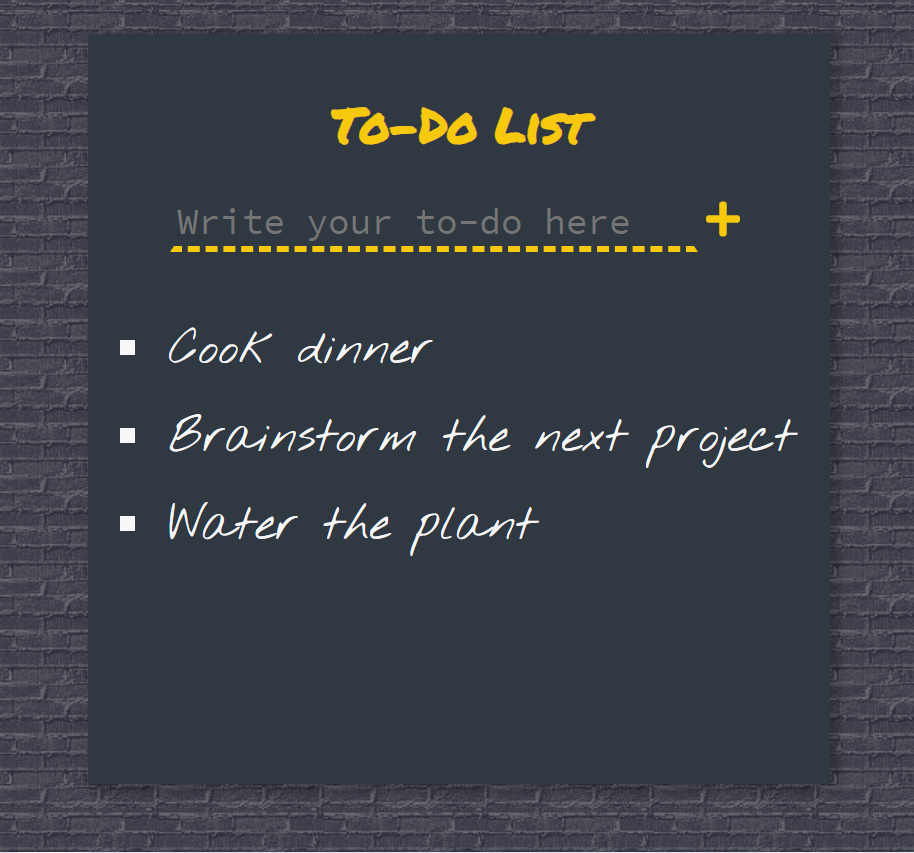 To-Do List
Write your to-do here
Cook dinner
Brainstorm the next project
Water the plant